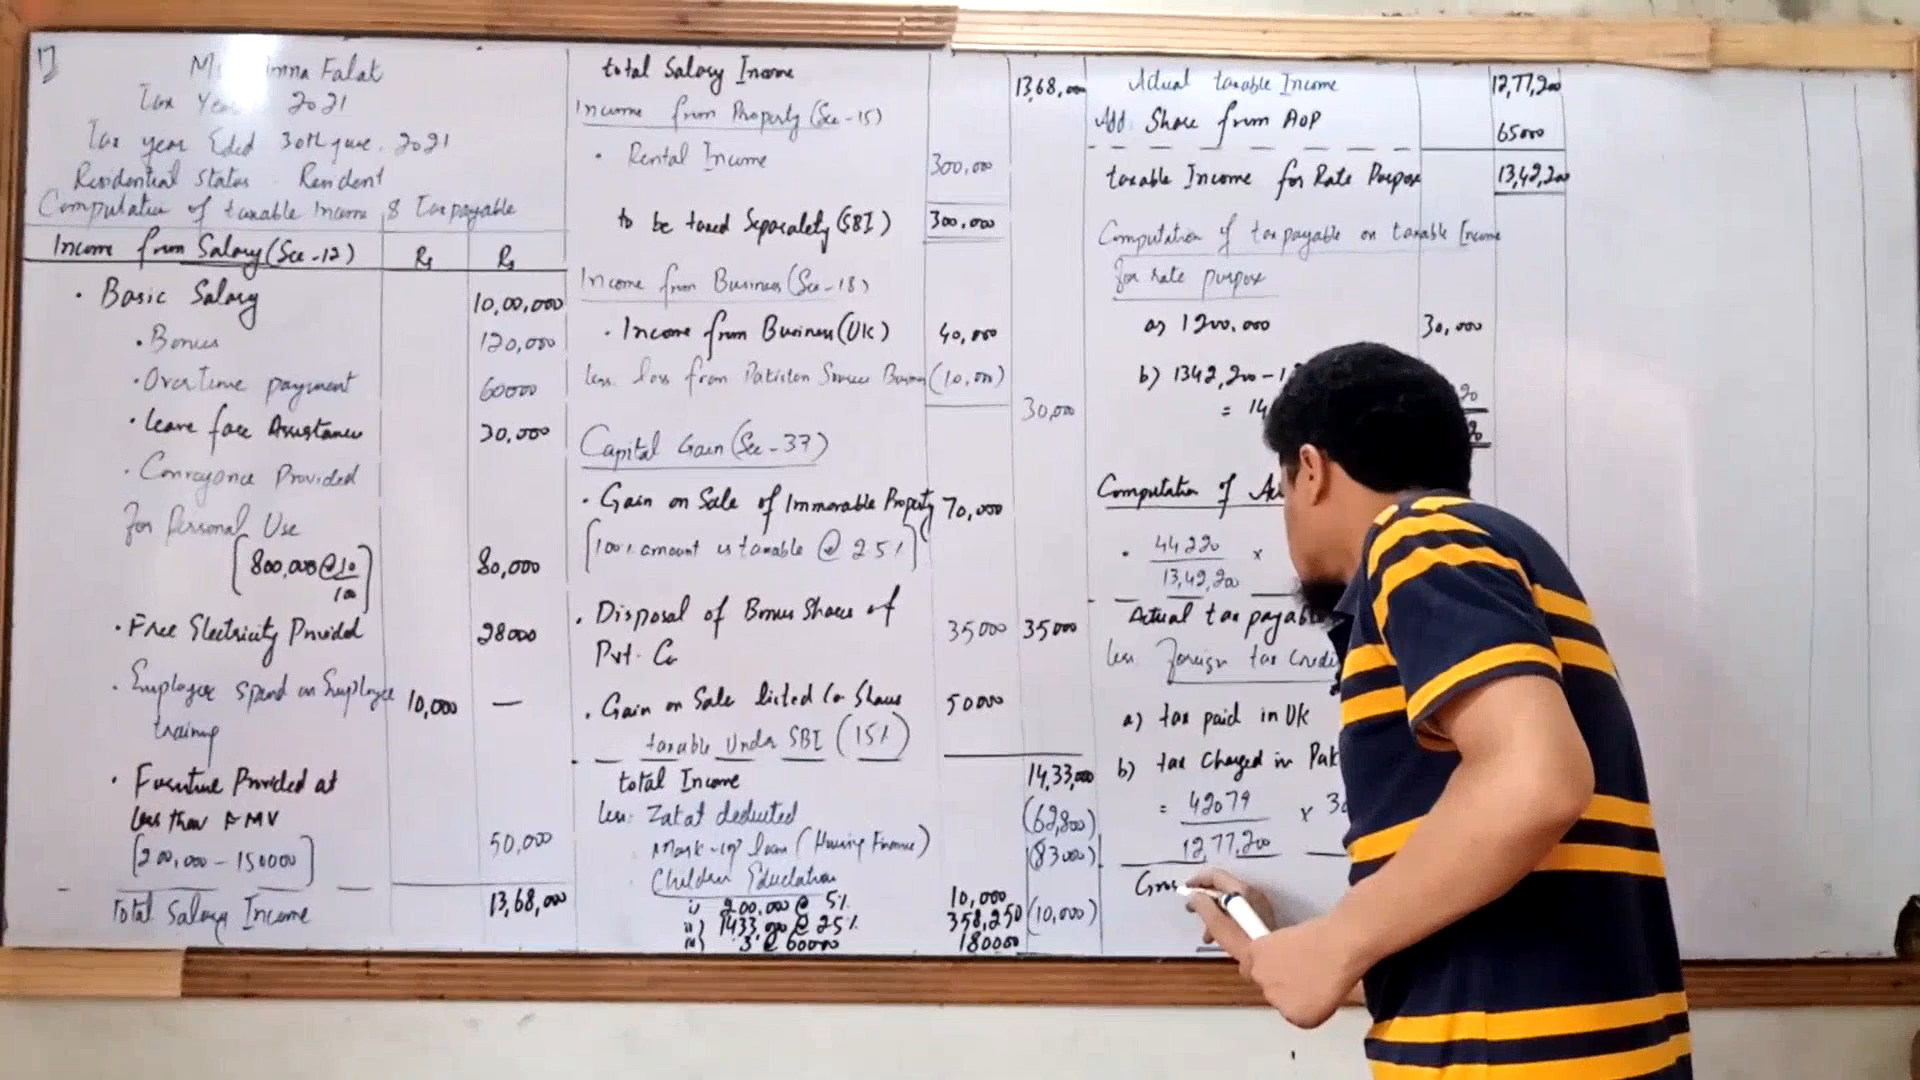 17
Falak
Tax Year 2021
Tax year Ended 30th June. 2021
Residential Status Resident
Computation of taxable Income & Tax payable
Income from Salary (Sec-12) Rs Rs
• Basic Salary 10,00,000
• Bonus 120,000
• Overtime payment 60000
• Leave fare Assistance 30,000
• Conveyance Provided
For Personal Use
[800,000 @ 10/100] 80,000
• Free Electricity Provided 28000
• Employer spend on Employee 10,000 —
training
• Furniture Provided at
less than FMV
[200,000 - 150000] 50,000
Total Salary Income 13,68,000
total Salary Income 13,68,000
Income from Property (Sec-15)
• Rental Income 300,000
to be taxed Separately (SBI) 300,000
Income from Business (Sec-18)
• Income from Business (UK) 40,000
less. loss from Pakistan Source Business (10,000)
30,000
Capital Gain (Sec-37)
• Gain on Sale of Immovable Property 70,000
[100% amount is taxable @ 25%]
• Disposal of Bonus Shares of 35000 35000
Pvt. Co
• Gain on Sale listed Co Shares 50000
taxable Under SBI (15%)
total Income 14,33,000
less: Zakat deducted (62,800)
Mark-up loan (Housing Finance) (83000)
Children Education
i) 200,000 @ 5% 10,000
ii) 1433,000 @ 25% 358,250 (10,000)
iii) 3 @ 60000 180000
Actual taxable Income 12,77,200
Add: Share from AOP 65000
taxable Income for Rate Purpose 13,42,200
Computation of tax payable on taxable Income
for rate purpose
a) 1200,000 30,000
b) 1342,200 - 1
= 14
Computation of
• 44220 / 13,42,200 ×
Actual tax payable
less Foreign tax Credit
a) tax paid in UK
b) tax Charged in Pak
= 42079 / 12,77,200 × 30
Gros